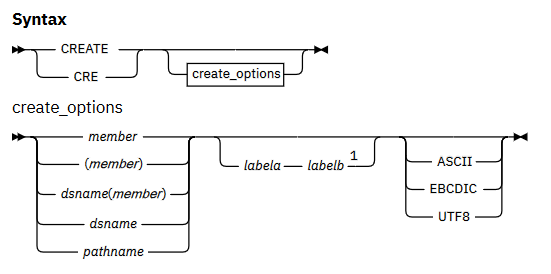 Syntax
CREATE
CRE
create_options
create_options
member
(member)
dsname(member)
dsname
pathname
labela labelb 1
ASCII
EBCDIC
UTF8